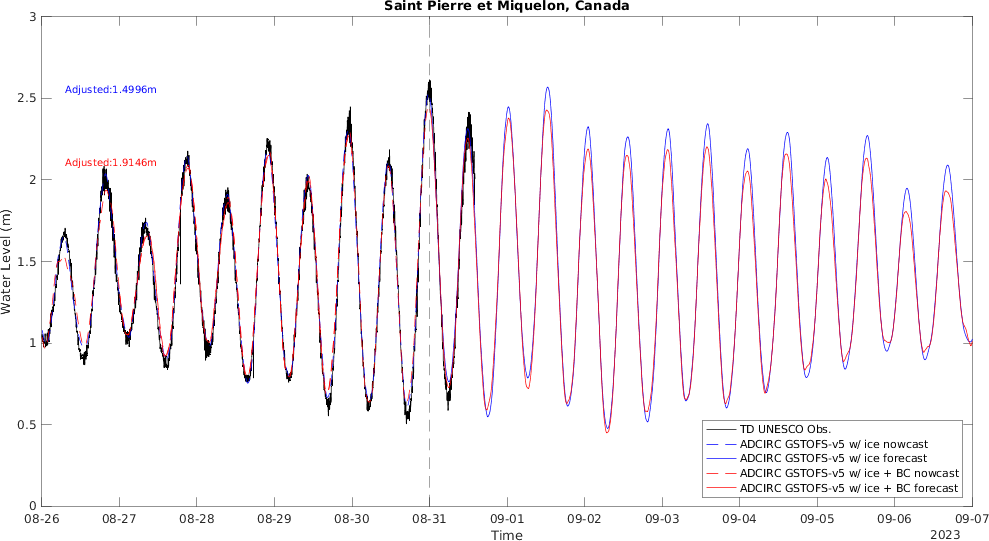 Saint Pierre et Miquelon, Canada
3
2.5
2
1.5
1
0.5
0
Water Level (m)
Adjusted:1.4996m
Adjusted:1.9146m
TD UNESCO Obs.
ADCIRC GSTOFS-v5 w/ ice nowcast
ADCIRC GSTOFS-v5 w/ ice forecast
ADCIRC GSTOFS-v5 w/ ice + BC nowcast
ADCIRC GSTOFS-v5 w/ ice + BC forecast
08-26 08-27 08-28 08-29 08-30 08-31 09-01 09-02 09-03 09-04 09-05 09-06 09-07
Time
2023